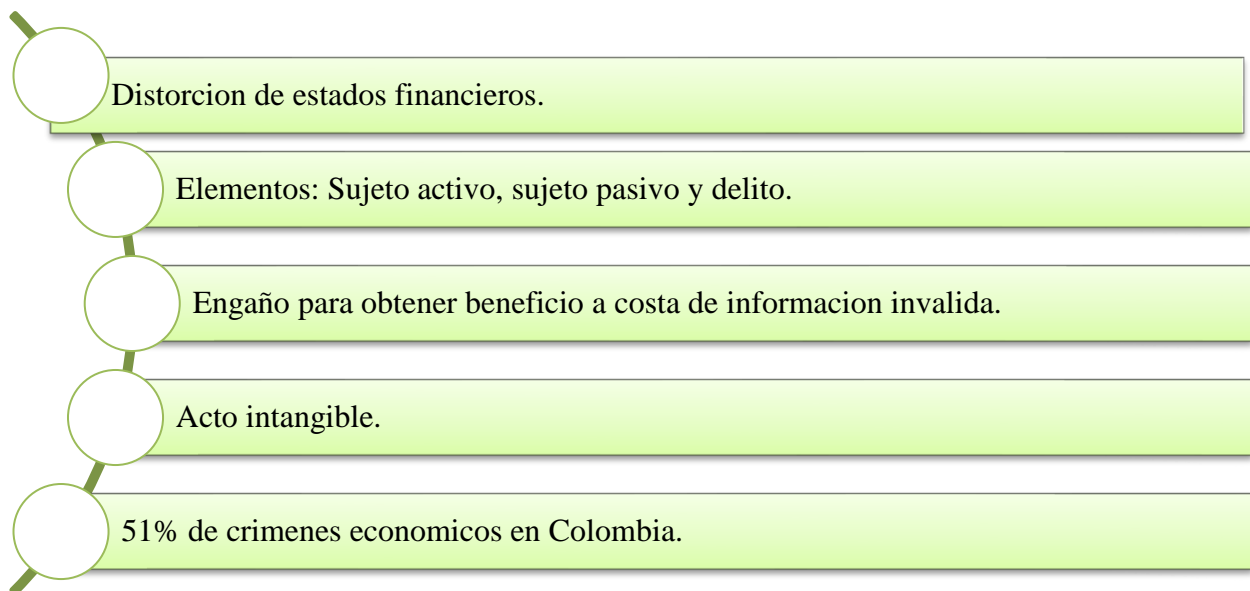 Distorcion de estados financieros.
Elementos: Sujeto activo, sujeto pasivo y delito.
Engaño para obtener beneficio a costa de informacion invalida.
Acto intangible.
51% de crimenes economicos en Colombia.